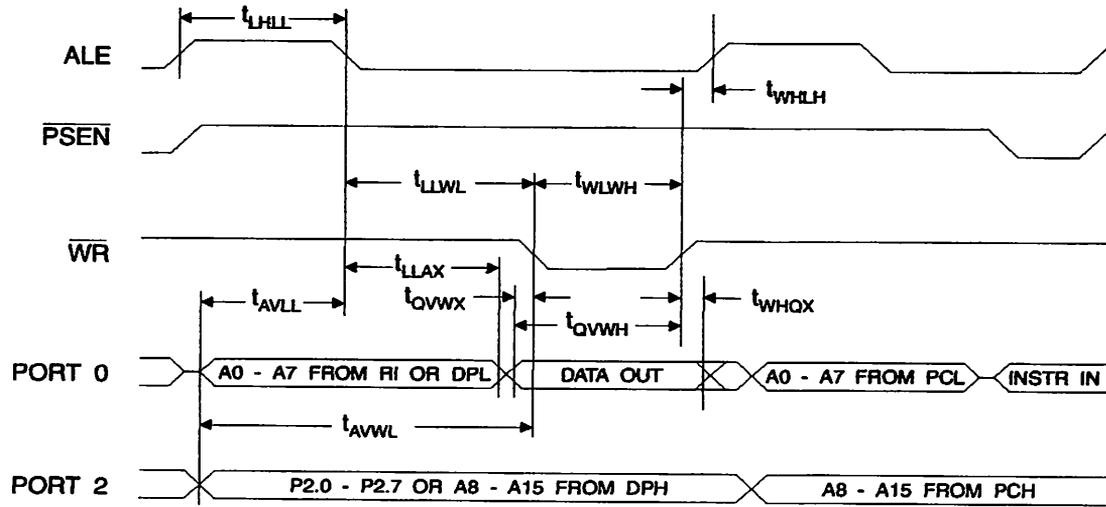 tLHLL
ALE
tWHLH
PSEN
tLLWL
tWLWH
WR
tLLAX
tAVLL
tQVWX
tWHQX
tQVWH
PORT 0
A0 - A7 FROM RI OR DPL
DATA OUT
A0 - A7 FROM PCL
INSTR IN
tAVWL
PORT 2
P2.0 - P2.7 OR A8 - A15 FROM DPH
A8 - A15 FROM PCH